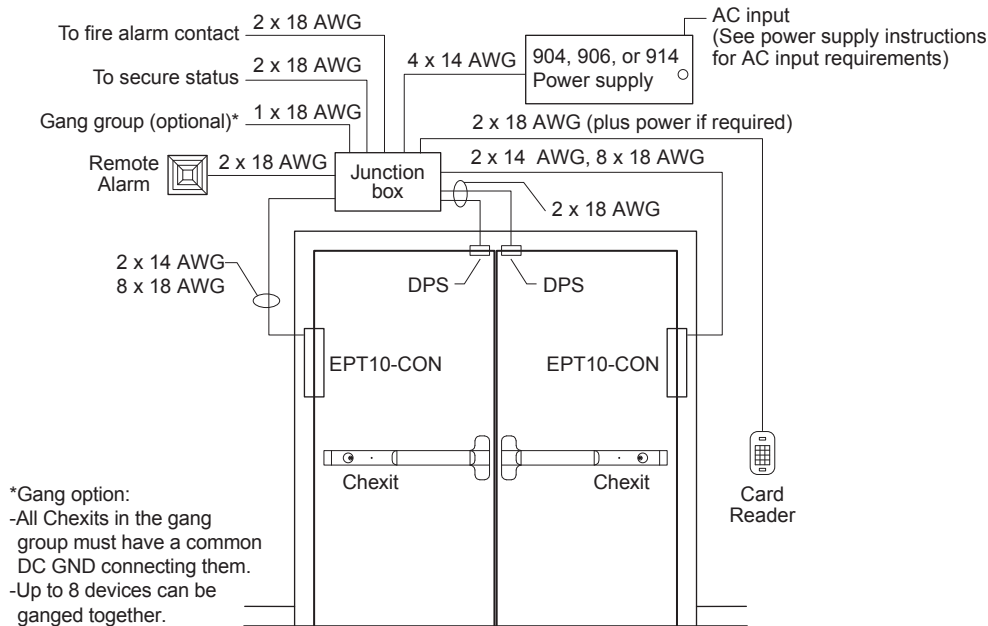 To fire alarm contact
2 x 18 AWG
To secure status
2 x 18 AWG
Gang group (optional)*
1 x 18 AWG
Remote
Alarm
2 x 18 AWG
Junction
box
4 x 14 AWG
904, 906, or 914
Power supply
AC input
(See power supply instructions
for AC input requirements)
2 x 18 AWG (plus power if required)
2 x 14 AWG, 8 x 18 AWG
2 x 18 AWG
2 x 14 AWG
8 x 18 AWG
DPS
DPS
EPT10-CON
EPT10-CON
Chexit
Chexit
Card
Reader
*Gang option:
-All Chexits in the gang
group must have a common
DC GND connecting them.
-Up to 8 devices can be
ganged together.